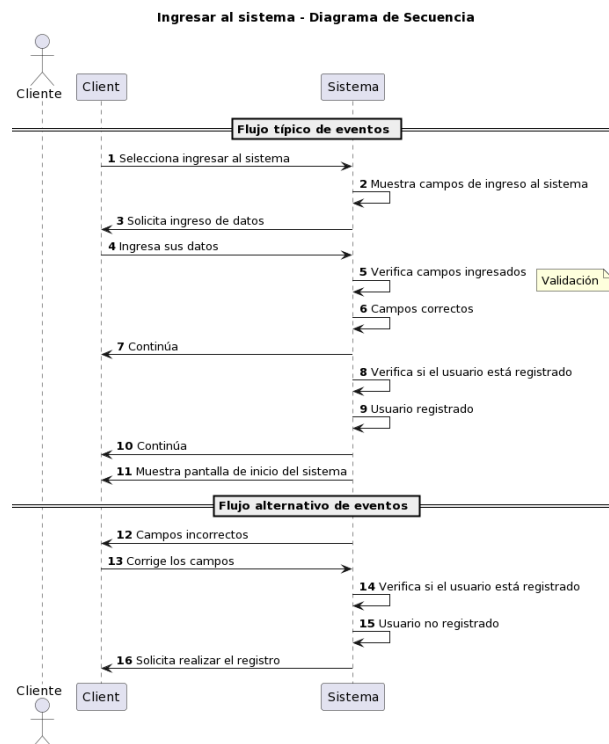 Ingresar al sistema - Diagrama de Secuencia
Cliente
Client
Sistema
Flujo típico de eventos
1 Selecciona ingresar al sistema
2 Muestra campos de ingreso al sistema
3 Solicita ingreso de datos
4 Ingresa sus datos
5 Verifica campos ingresados
Validación
6 Campos correctos
7 Continúa
8 Verifica si el usuario está registrado
9 Usuario registrado
10 Continúa
11 Muestra pantalla de inicio del sistema
Flujo alternativo de eventos
12 Campos incorrectos
13 Corrige los campos
14 Verifica si el usuario está registrado
15 Usuario no registrado
16 Solicita realizar el registro
Cliente
Client
Sistema